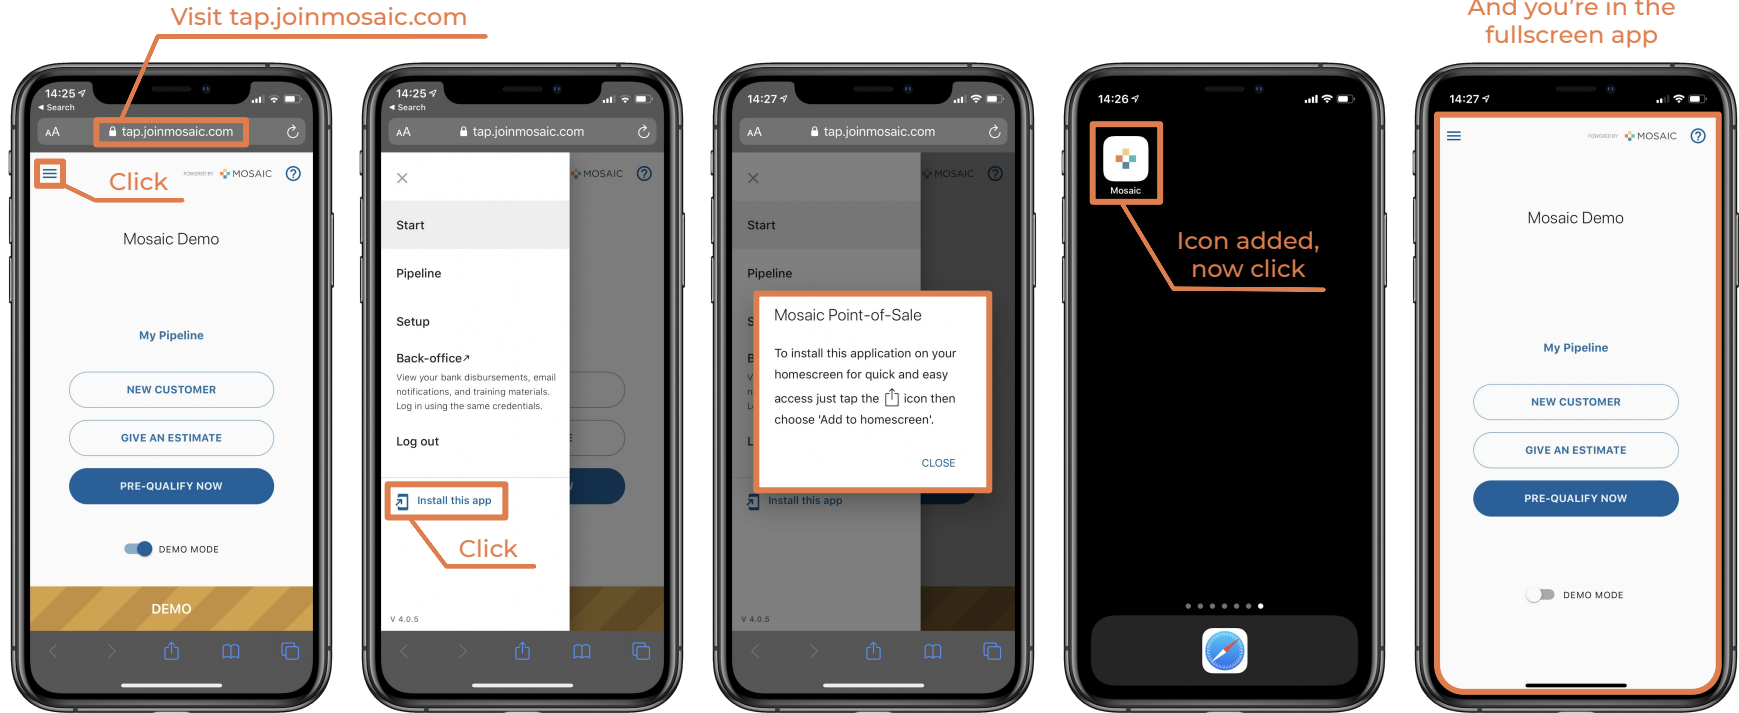 Visit tap.joinmosaic.com
And you're in the
fullscreen app
14:25
Search
AA
tap.joinmosaic.com
Click
POWERED BY
MOSAIC
Mosaic Demo
My Pipeline
NEW CUSTOMER
GIVE AN ESTIMATE
PRE-QUALIFY NOW
DEMO MODE
DEMO
14:25
Search
AA
tap.joinmosaic.com
MOSAIC
Start
Pipeline
Setup
Back-office
View your bank disbursements, email
notifications, and training materials.
Log in using the same credentials.
Log out
Install this app
Click
V 4.0.5
14:27
AA
tap.joinmosaic.com
MOSAIC
Start
Pipeline
Mosaic Point-of-Sale
To install this application on your
homescreen for quick and easy
access just tap the icon then
choose 'Add to homescreen'.
CLOSE
Install this app
V 4.0.5
14:26
Mosaic
Icon added,
now click
14:27
POWERED BY
MOSAIC
Mosaic Demo
My Pipeline
NEW CUSTOMER
GIVE AN ESTIMATE
PRE-QUALIFY NOW
DEMO MODE